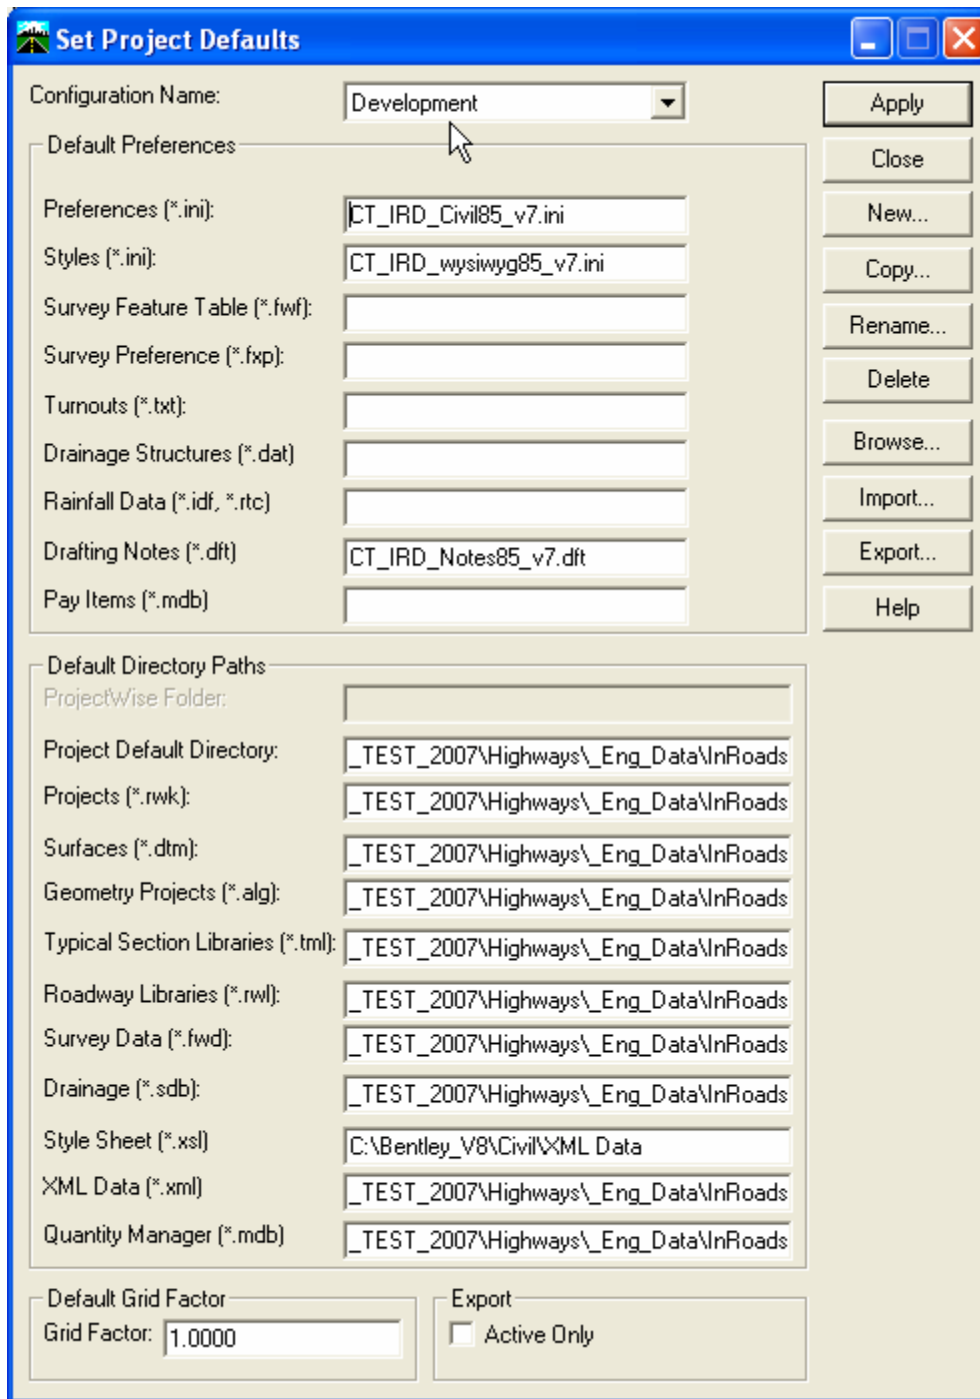 Set Project Defaults
Configuration Name: Development
Apply
Default Preferences
Close
Preferences (*.ini): CT_IRD_Civil85_v7.ini
New...
Styles (*.ini): CT_IRD_wysiwyg85_v7.ini
Copy...
Survey Feature Table (*.fwf):
Rename...
Survey Preference (*.fxp):
Delete
Turnouts (*.txt):
Drainage Structures (*.dat)
Browse...
Rainfall Data (*.idf, *.rtc)
Import...
Drafting Notes (*.dft) CT_IRD_Notes85_v7.dft
Export...
Pay Items (*.mdb)
Help
Default Directory Paths
ProjectWise Folder:
Project Default Directory: _TEST_2007\Highways\_Eng_Data\InRoads
Projects (*.rwk): _TEST_2007\Highways\_Eng_Data\InRoads
Surfaces (*.dtm): _TEST_2007\Highways\_Eng_Data\InRoads
Geometry Projects (*.alg): _TEST_2007\Highways\_Eng_Data\InRoads
Typical Section Libraries (*.tml): _TEST_2007\Highways\_Eng_Data\InRoads
Roadway Libraries (*.rwl): _TEST_2007\Highways\_Eng_Data\InRoads
Survey Data (*.fwd): _TEST_2007\Highways\_Eng_Data\InRoads
Drainage (*.sdb): _TEST_2007\Highways\_Eng_Data\InRoads
Style Sheet (*.xsl) C:\Bentley_V8\Civil\XML Data
XML Data (*.xml) _TEST_2007\Highways\_Eng_Data\InRoads
Quantity Manager (*.mdb) _TEST_2007\Highways\_Eng_Data\InRoads
Default Grid Factor
Export
Grid Factor: 1.0000
Active Only